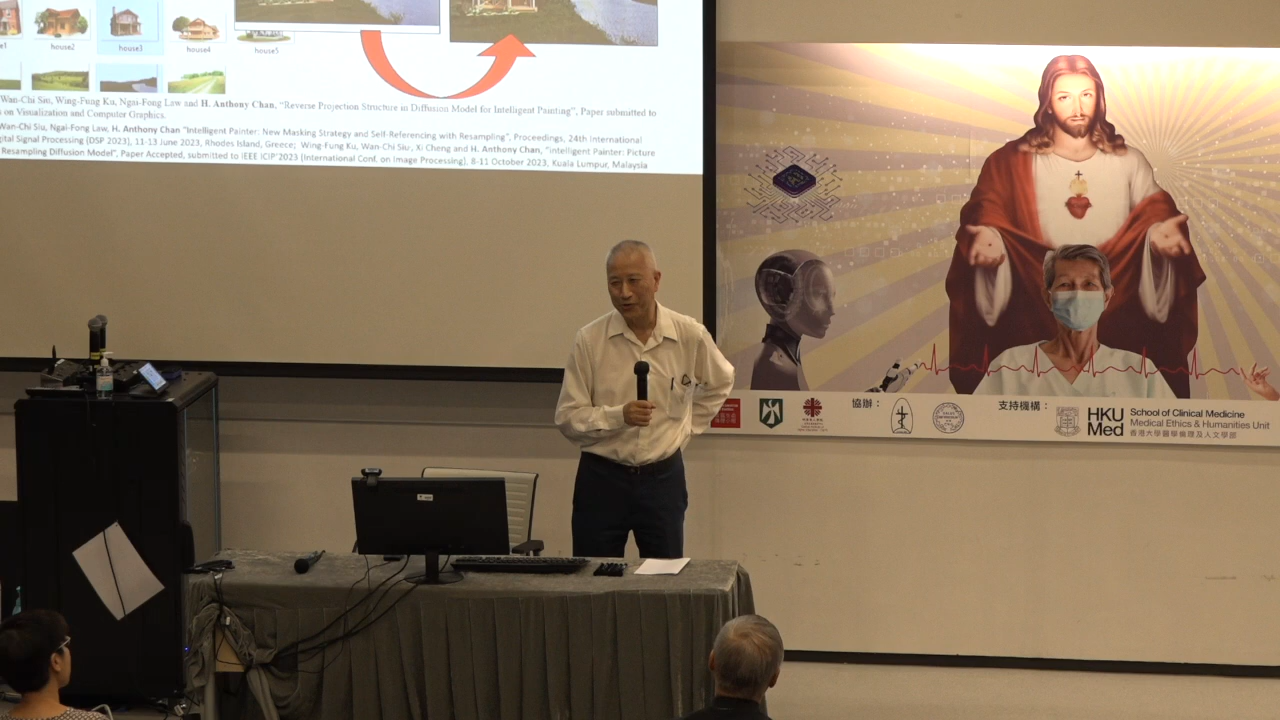 house2
house3
house4
house5
Wan-Chi Siu, Wing-Fung Ku, Ngai-Fong Law and H. Anthony Chan, "Reverse Projection Structure in Diffusion Model for Intelligent Painting", Paper submitted to
on Visualization and Computer Graphics.
Wan-Chi Siu, Ngai-Fong Law, H. Anthony Chan "Intelligent Painter: New Masking Strategy and Self-Referencing with Resampling", Proceedings, 24th International
gital Signal Processing (DSP 2023), 11-13 June 2023, Rhodes Island, Greece; Wing-Fung Ku, Wan-Chi Siu, Xi Cheng and H. Anthony Chan, "Intelligent Painter: Picture
Resampling Diffusion Model", Paper Accepted, submitted to IEEE ICIP'2023 (International Conf. on Image Processing), 8-11 October 2023, Kuala Lumpur, Malaysia
協辦：
支持機構：
HKU
Med
School of Clinical Medicine
Medical Ethics & Humanities Unit
香港大學醫學倫理及人文學部